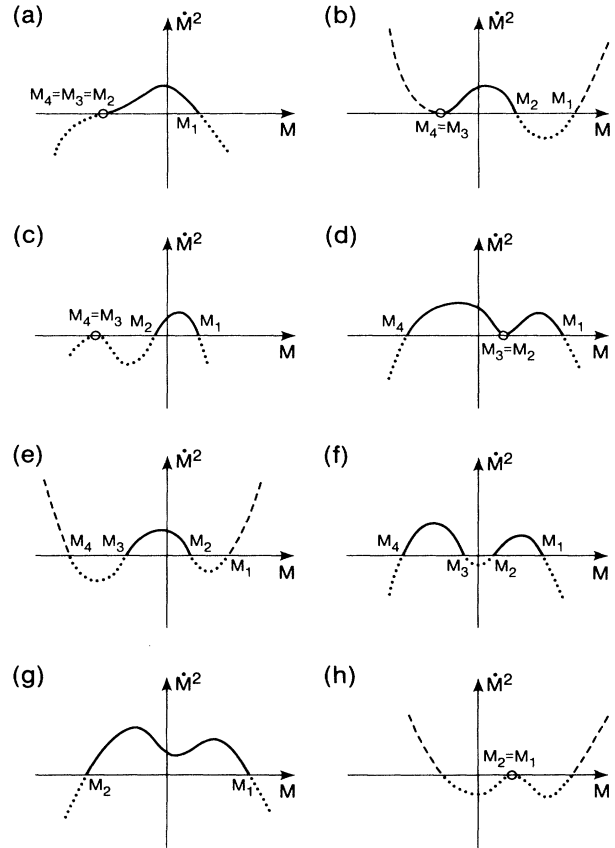 (a) Ṁ²
M₄=M₃=M₂
M₁
M
(b) Ṁ²
M₂ M₁
M₄=M₃ M
(c) Ṁ²
M₄=M₃ M₂ M₁
M
(d) Ṁ²
M₄ M₁
M₃=M₂ M
(e) Ṁ²
M₄ M₃ M₂
M₁ M
(f) Ṁ²
M₄ M₁
M₃ M₂ M
(g) Ṁ²
M₂ M₁ M
(h) Ṁ²
M₂=M₁
M